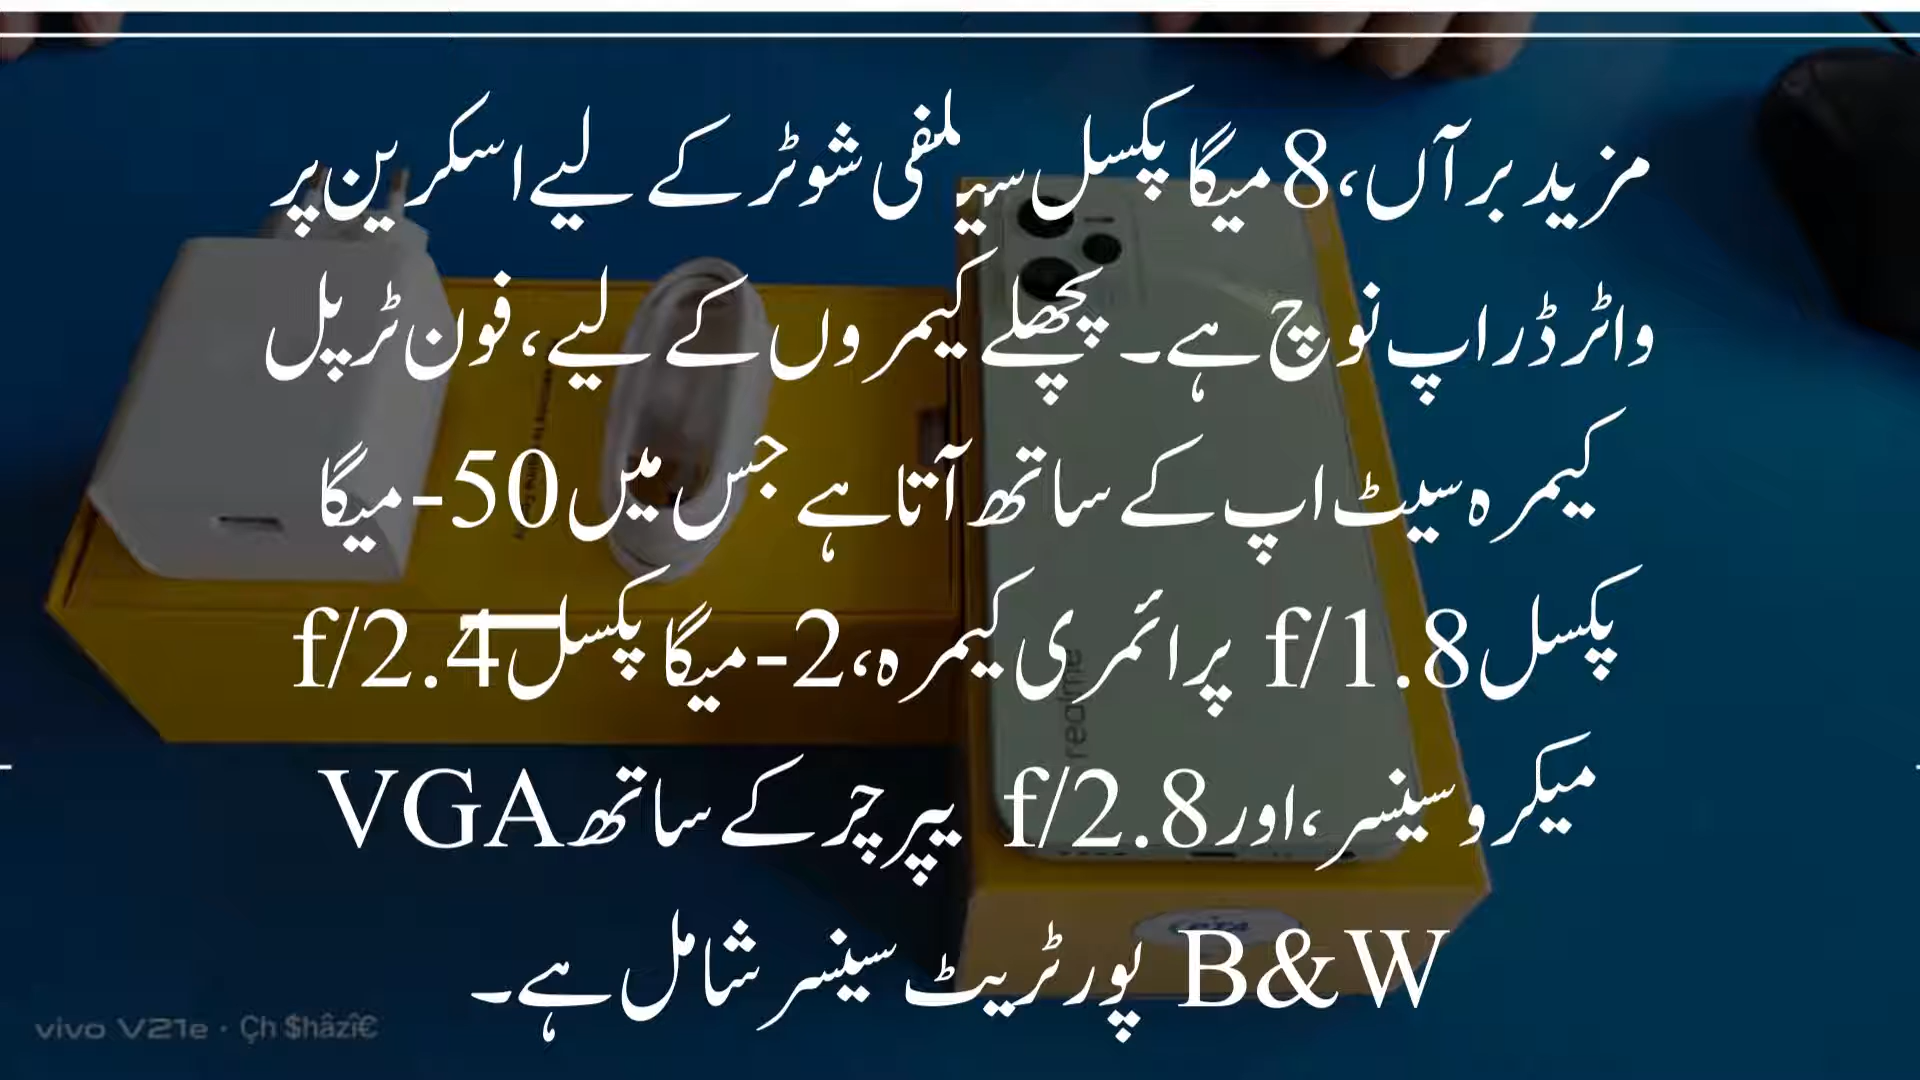 مزید برآں، 8 میگا پکسل سیلفی شوٹر کے لیے اسکرین پر
واٹر ڈراپ نوچ ہے۔ پچھلے کیمروں کے لیے، فون ٹرپل
کیمرہ سیٹ اپ کے ساتھ آتا ہے جس میں 50-میگا
پکسل f/1.8 پرائمری کیمرہ، 2-میگا پکسل f/2.4
میکرو سینسر، اور f/2.8 یپرچر کے ساتھ VGA
B&W پورٹریٹ سینسر شامل ہے۔
realme
vivo V21e · Çh $hâzî€